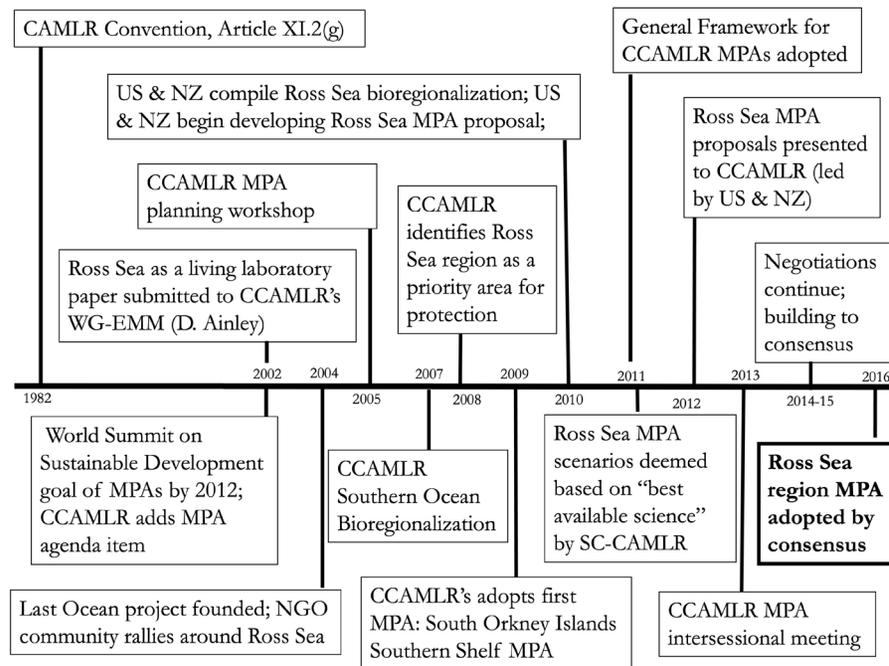 CAMLR Convention, Article XI.2(g)
General Framework for
CCAMLR MPAs adopted
US & NZ compile Ross Sea bioregionalization; US
& NZ begin developing Ross Sea MPA proposal;
Ross Sea MPA
proposals presented
to CCAMLR (led
by US & NZ)
CCAMLR MPA
planning workshop
CCAMLR
identifies Ross
Sea region as a
priority area for
protection
Ross Sea as a living laboratory
paper submitted to CCAMLR’s
WG-EMM (D. Ainley)
Negotiations
continue;
building to
consensus
2002
2004
2007
2009
2011
2013
2016
1982
2005
2008
2010
2012
2014-15
World Summit on
Sustainable Development
goal of MPAs by 2012;
CCAMLR adds MPA
agenda item
CCAMLR
Southern Ocean
Bioregionalization
Ross Sea MPA
scenarios deemed
based on “best
available science”
by SC-CAMLR
Ross Sea
region MPA
adopted by
consensus
Last Ocean project founded; NGO
community rallies around Ross Sea
CCAMLR’s adopts first
MPA: South Orkney Islands
Southern Shelf MPA
CCAMLR MPA
intersessional meeting